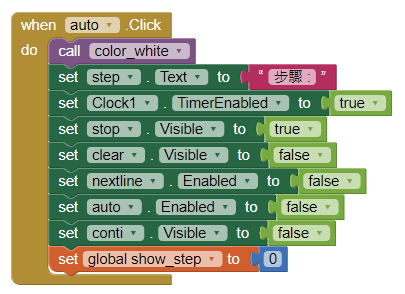 when auto .Click
do call color_white
set step . Text to " 步驟： "
set Clock1 . TimerEnabled to true
set stop . Visible to true
set clear . Visible to false
set nextline . Enabled to false
set auto . Enabled to false
set conti . Visible to false
set global show_step to 0